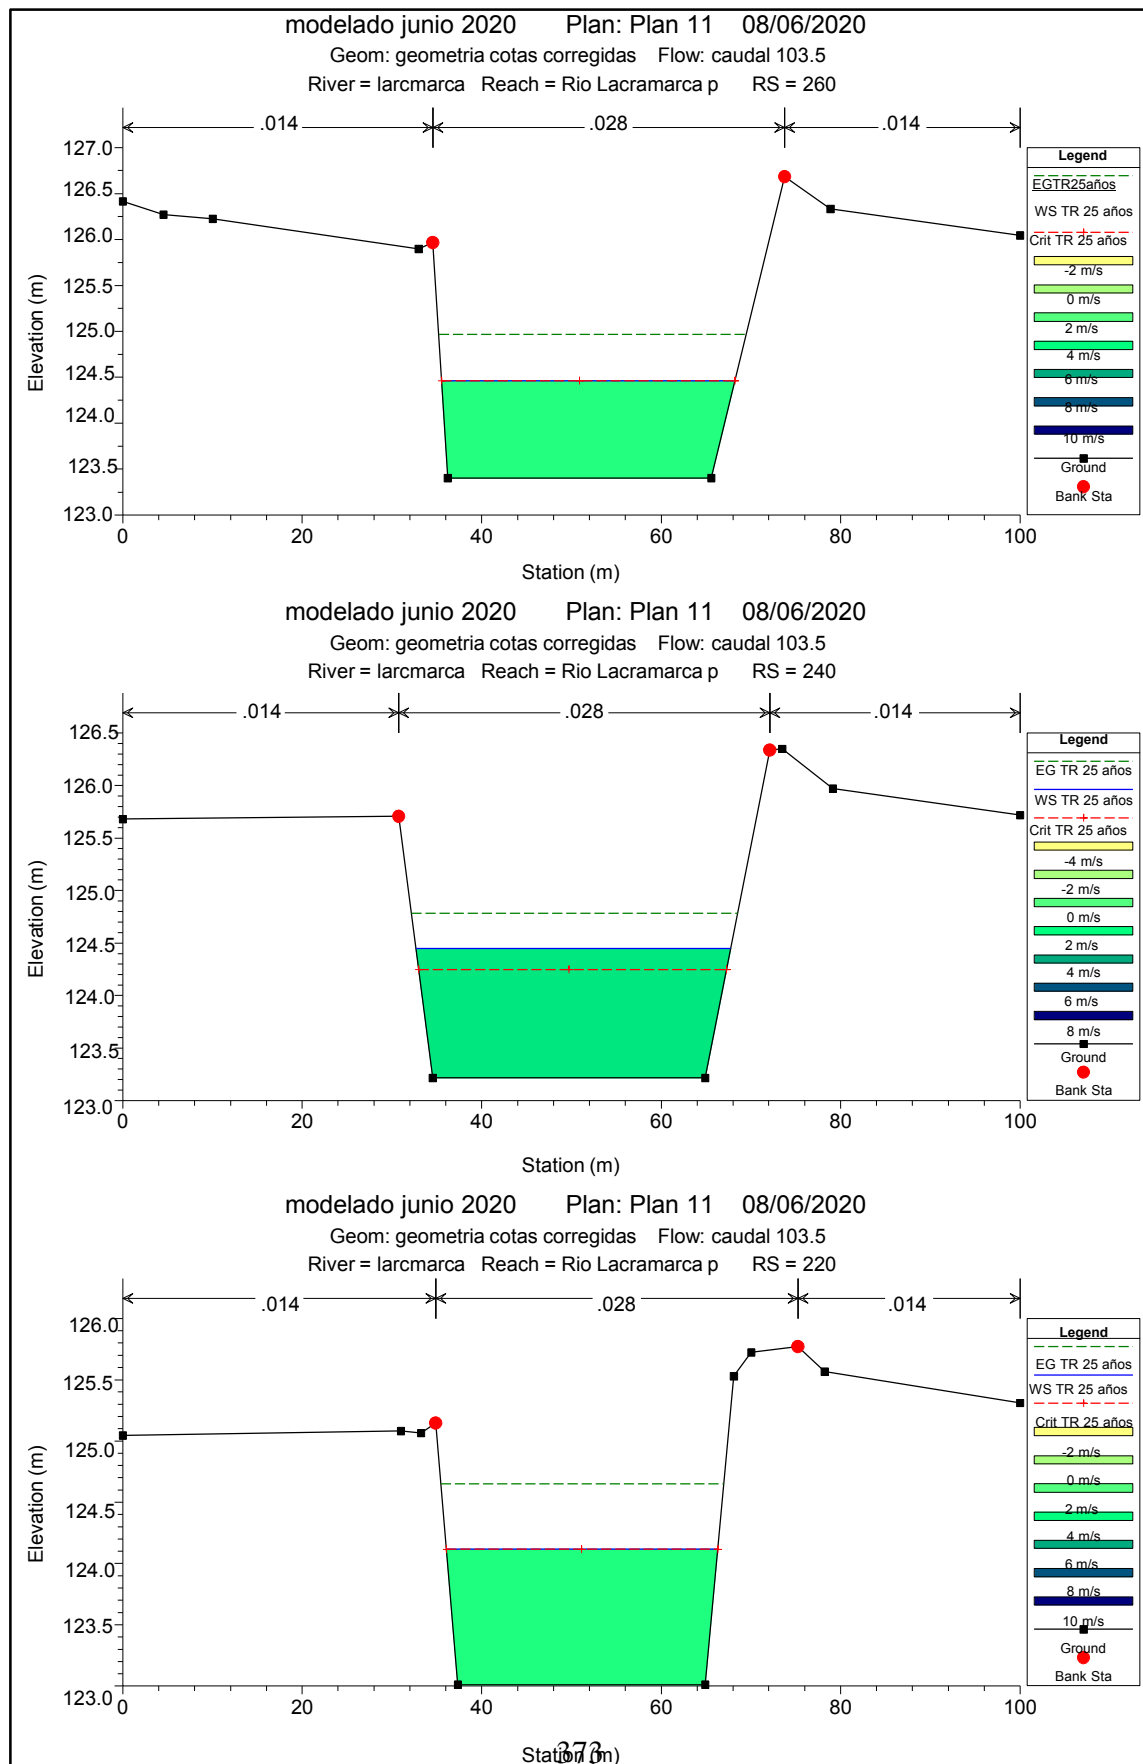 modelado junio 2020 Plan: Plan 11 08/06/2020
Geom: geometria cotas corregidas Flow: caudal 103.5
River = larcmarca Reach = Rio Lacramarca p RS = 260
.014 .028 .014
127.0
126.5
126.0
125.5
125.0
124.5
124.0
123.5
123.0
Elevation (m)
0 20 40 60 80 100
Station (m)
Legend
EGTR25años
WS TR 25 años
Crit TR 25 años
-2 m/s
0 m/s
2 m/s
4 m/s
6 m/s
8 m/s
10 m/s
Ground
Bank Sta
modelado junio 2020 Plan: Plan 11 08/06/2020
Geom: geometria cotas corregidas Flow: caudal 103.5
River = larcmarca Reach = Rio Lacramarca p RS = 240
.014 .028 .014
126.5
126.0
125.5
125.0
124.5
124.0
123.5
123.0
Elevation (m)
0 20 40 60 80 100
Station (m)
Legend
EG TR 25 años
WS TR 25 años
Crit TR 25 años
-4 m/s
-2 m/s
0 m/s
2 m/s
4 m/s
6 m/s
8 m/s
Ground
Bank Sta
modelado junio 2020 Plan: Plan 11 08/06/2020
Geom: geometria cotas corregidas Flow: caudal 103.5
River = larcmarca Reach = Rio Lacramarca p RS = 220
.014 .028 .014
126.0
125.5
125.0
124.5
124.0
123.5
123.0
Elevation (m)
0 20 40 60 80 100
Station (m)
Legend
EG TR 25 años
WS TR 25 años
Crit TR 25 años
-2 m/s
0 m/s
2 m/s
4 m/s
6 m/s
8 m/s
10 m/s
Ground
Bank Sta
373